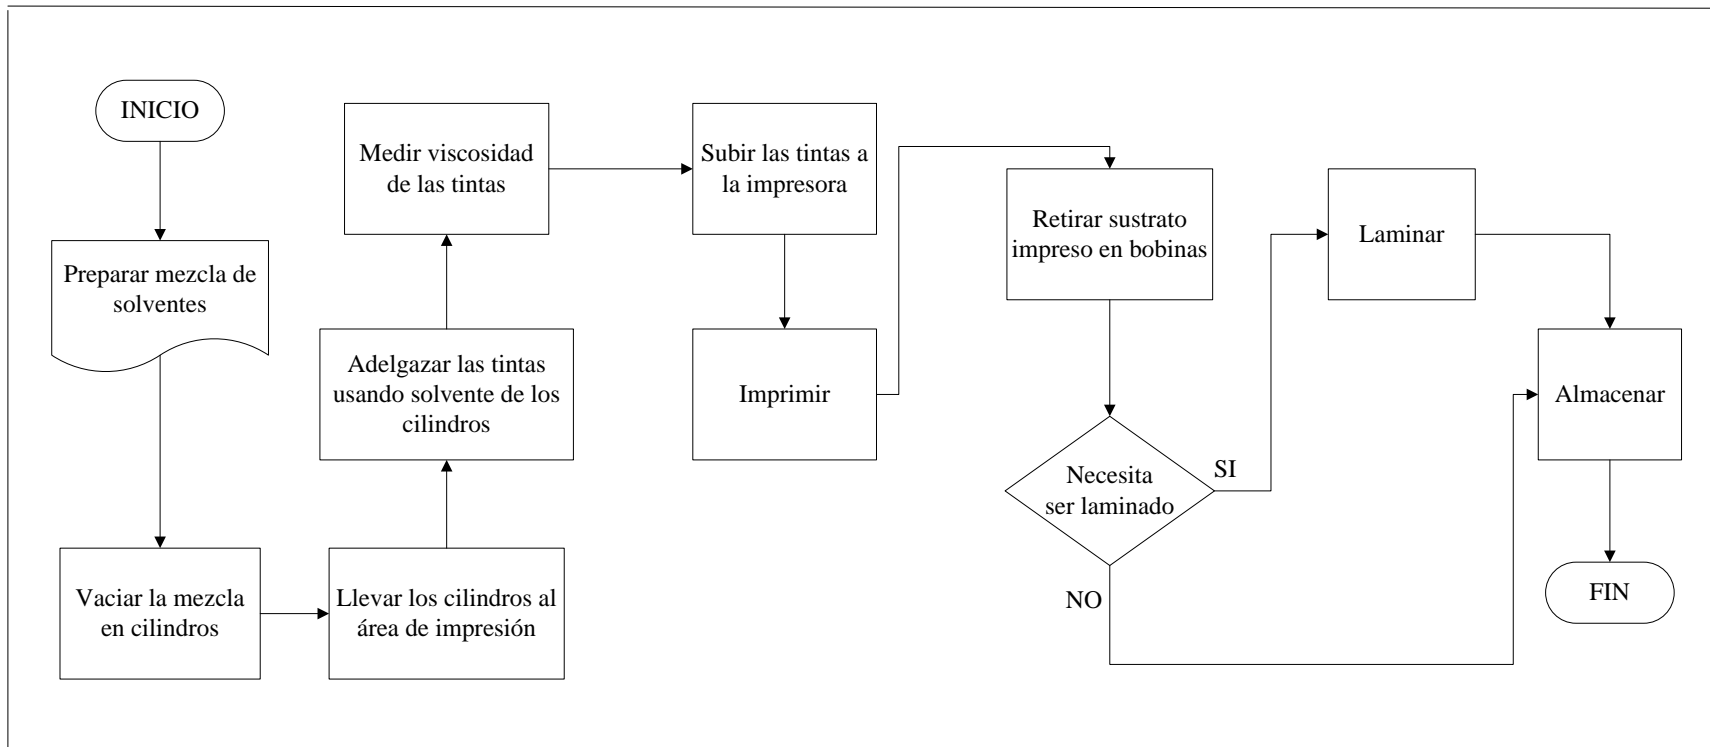 INICIO
Preparar mezcla de
solventes
Vaciar la mezcla
en cilindros
Llevar los cilindros al
área de impresión
Adelgazar las tintas
usando solvente de los
cilindros
Medir viscosidad
de las tintas
Subir las tintas a
la impresora
Imprimir
Retirar sustrato
impreso en bobinas
Necesita
ser laminado
SI
NO
Laminar
Almacenar
FIN